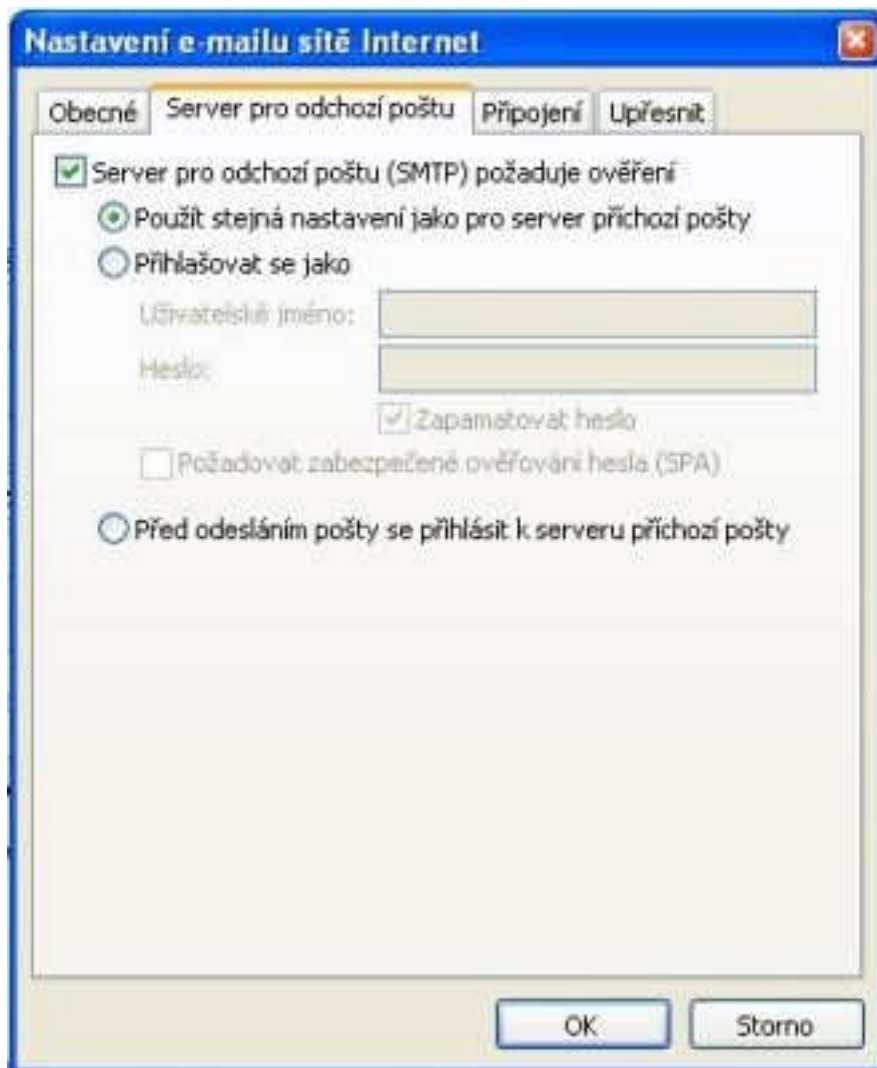 Nastavení e-mailu sítě Internet
Obecné Server pro odchozí poštu Připojení Upřesnit
Server pro odchozí poštu (SMTP) požaduje ověření
Použít stejná nastavení jako pro server příchozí pošty
Přihlašovat se jako
Uživatelské jméno:
Heslo:
Zapamatovat heslo
Požadovat zabezpečené ověřování hesla (SPA)
Před odesláním pošty se přihlásit k serveru příchozí pošty
OK Storno